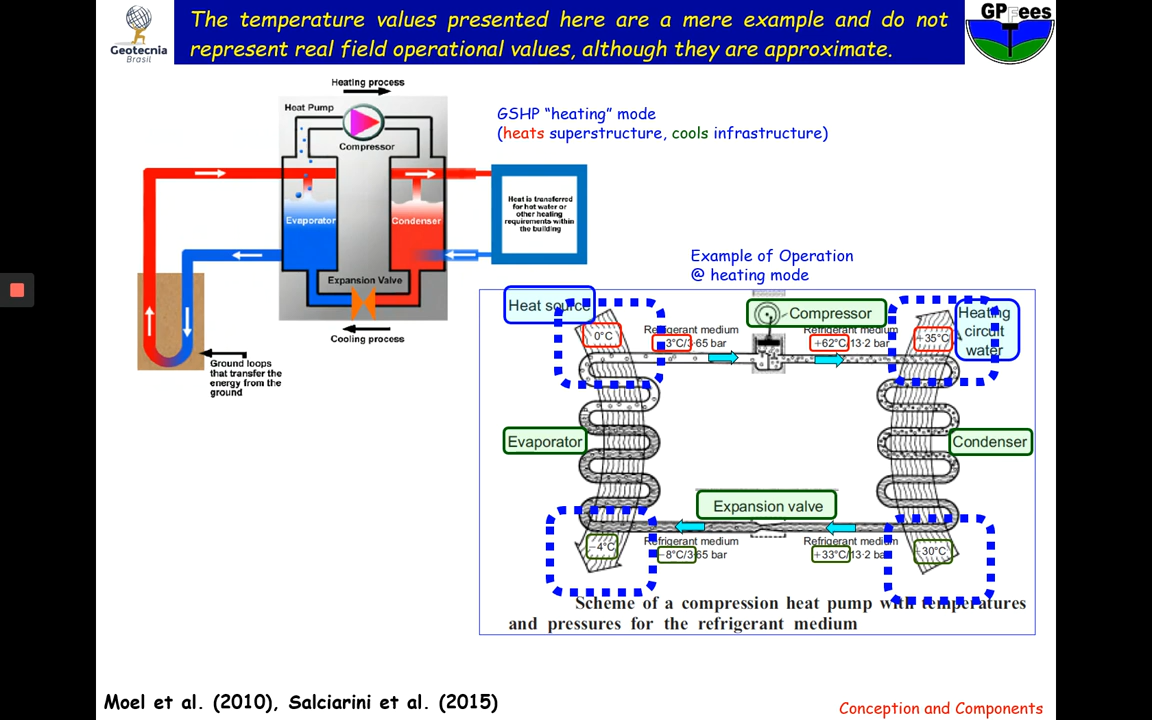 The temperature values presented here are a mere example and do not
represent real field operational values, although they are approximate.
Geotecnia
Brasil
GPFees
Heating process
Heat Pump
Compressor
Evaporator
Condenser
Expansion Valve
Cooling process
Heat is transferred
for hot water or
other heating
requirements within
the building
Ground loops
that transfer the
energy from the
ground
GSHP “heating” mode
(heats superstructure, cools infrastructure)
Example of Operation
@ heating mode
Heat source
Compressor
Heating
circuit
water
0°C
Refrigerant medium
3°C/3·65 bar
Refrigerant medium
+62°C/13·2 bar
+35°C
Evaporator
Condenser
Expansion valve
−4°C
Refrigerant medium
−8°C/3·65 bar
Refrigerant medium
+33°C/13·2 bar
+30°C
Scheme of a compression heat pump with temperatures
and pressures for the refrigerant medium
Moel et al. (2010), Salciarini et al. (2015)
Conception and Components